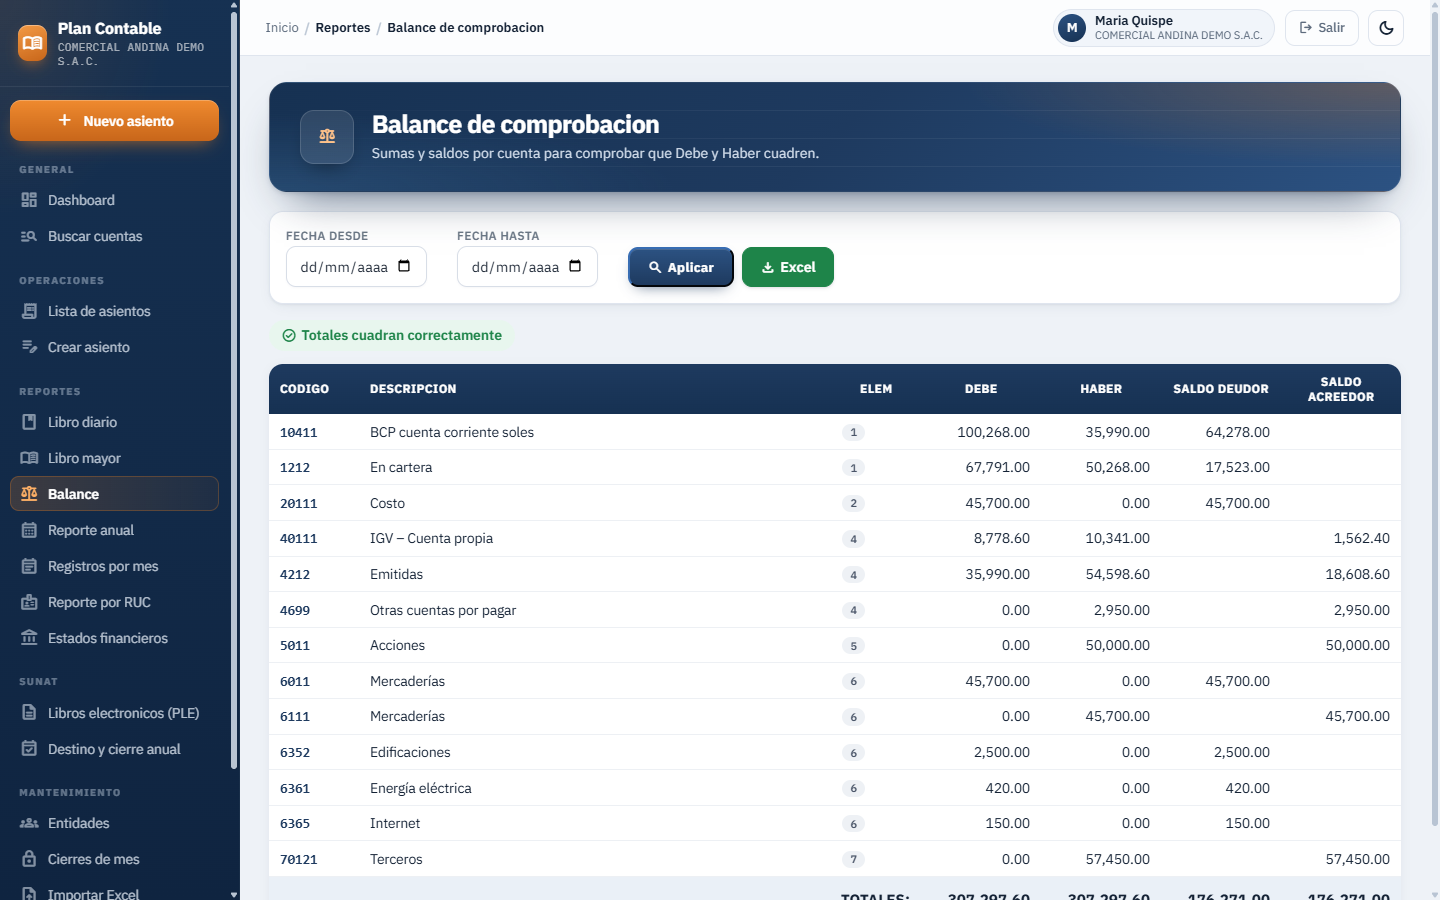 Plan Contable
COMERCIAL ANDINA DEMO
S.A.C.
Nuevo asiento
GENERAL
Dashboard
Buscar cuentas
OPERACIONES
Lista de asientos
Crear asiento
REPORTES
Libro diario
Libro mayor
Balance
Reporte anual
Registros por mes
Reporte por RUC
Estados financieros
SUNAT
Libros electronicos (PLE)
Destino y cierre anual
MANTENIMIENTO
Entidades
Cierres de mes
Importar Excel
Inicio / Reportes / Balance de comprobacion
M
Maria Quispe
COMERCIAL ANDINA DEMO S.A.C.
Salir
Balance de comprobacion
Sumas y saldos por cuenta para comprobar que Debe y Haber cuadren.
FECHA DESDE FECHA HASTA
dd/mm/aaaa dd/mm/aaaa Aplicar Excel
Totales cuadran correctamente
CODIGO DESCRIPCION ELEM DEBE HABER SALDO DEUDOR SALDO ACREEDOR
10411 BCP cuenta corriente soles 1 100,268.00 35,990.00 64,278.00
1212 En cartera 1 67,791.00 50,268.00 17,523.00
20111 Costo 2 45,700.00 0.00 45,700.00
40111 IGV – Cuenta propia 4 8,778.60 10,341.00 1,562.40
4212 Emitidas 4 35,990.00 54,598.60 18,608.60
4699 Otras cuentas por pagar 4 0.00 2,950.00 2,950.00
5011 Acciones 5 0.00 50,000.00 50,000.00
6011 Mercaderías 6 45,700.00 0.00 45,700.00
6111 Mercaderías 6 0.00 45,700.00 45,700.00
6352 Edificaciones 6 2,500.00 0.00 2,500.00
6361 Energía eléctrica 6 420.00 0.00 420.00
6365 Internet 6 150.00 0.00 150.00
70121 Terceros 7 0.00 57,450.00 57,450.00
TOTALES: 307,297.60 307,297.60 176,271.00 176,271.00